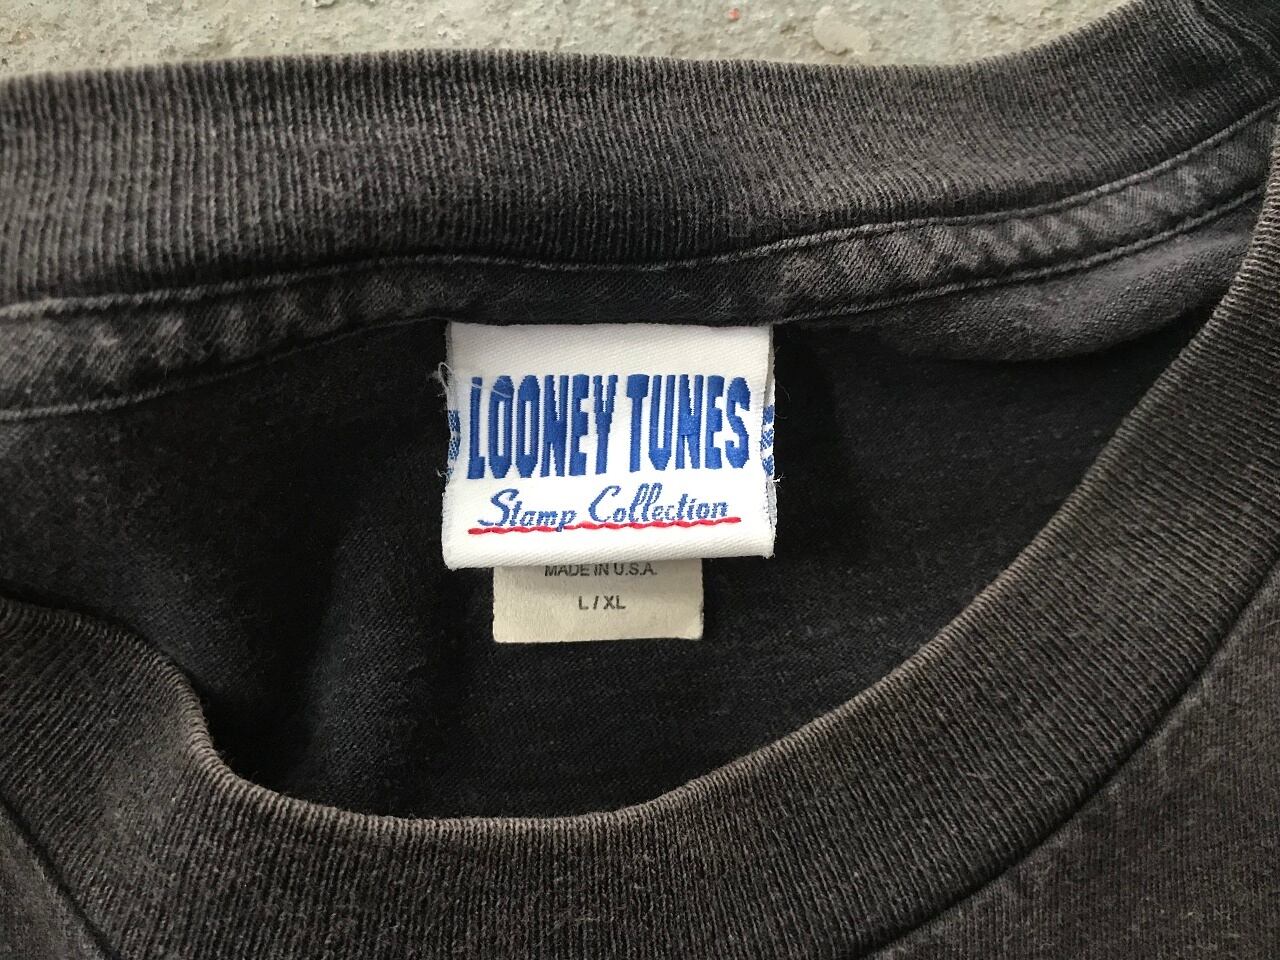 LOONEY TUNES
Stamp Collection
MADE IN U.S.A.
L / XL